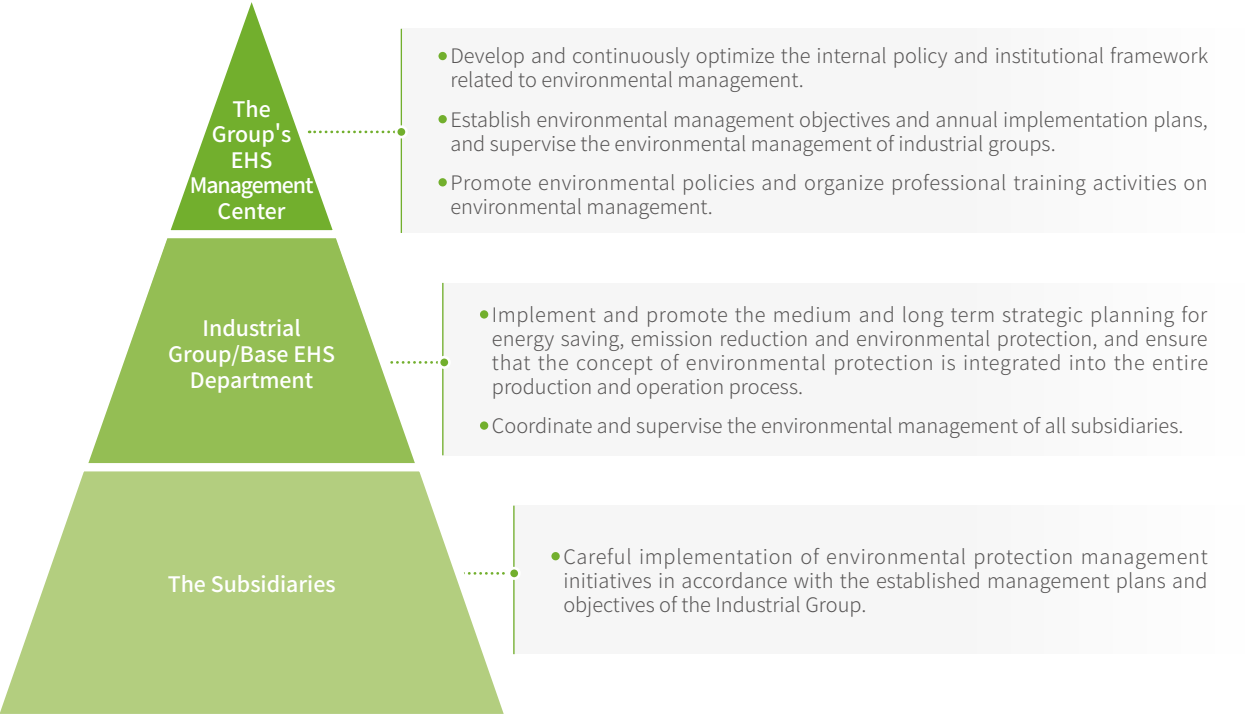 The
Group's
EHS
Management
Center
● Develop and continuously optimize the internal policy and institutional framework
related to environmental management.
● Establish environmental management objectives and annual implementation plans,
and supervise the environmental management of industrial groups.
● Promote environmental policies and organize professional training activities on
environmental management.
Industrial
Group/Base EHS
Department
● Implement and promote the medium and long term strategic planning for
energy saving, emission reduction and environmental protection, and ensure
that the concept of environmental protection is integrated into the entire
production and operation process.
● Coordinate and supervise the environmental management of all subsidiaries.
The Subsidiaries
● Careful implementation of environmental protection management
initiatives in accordance with the established management plans and
objectives of the Industrial Group.